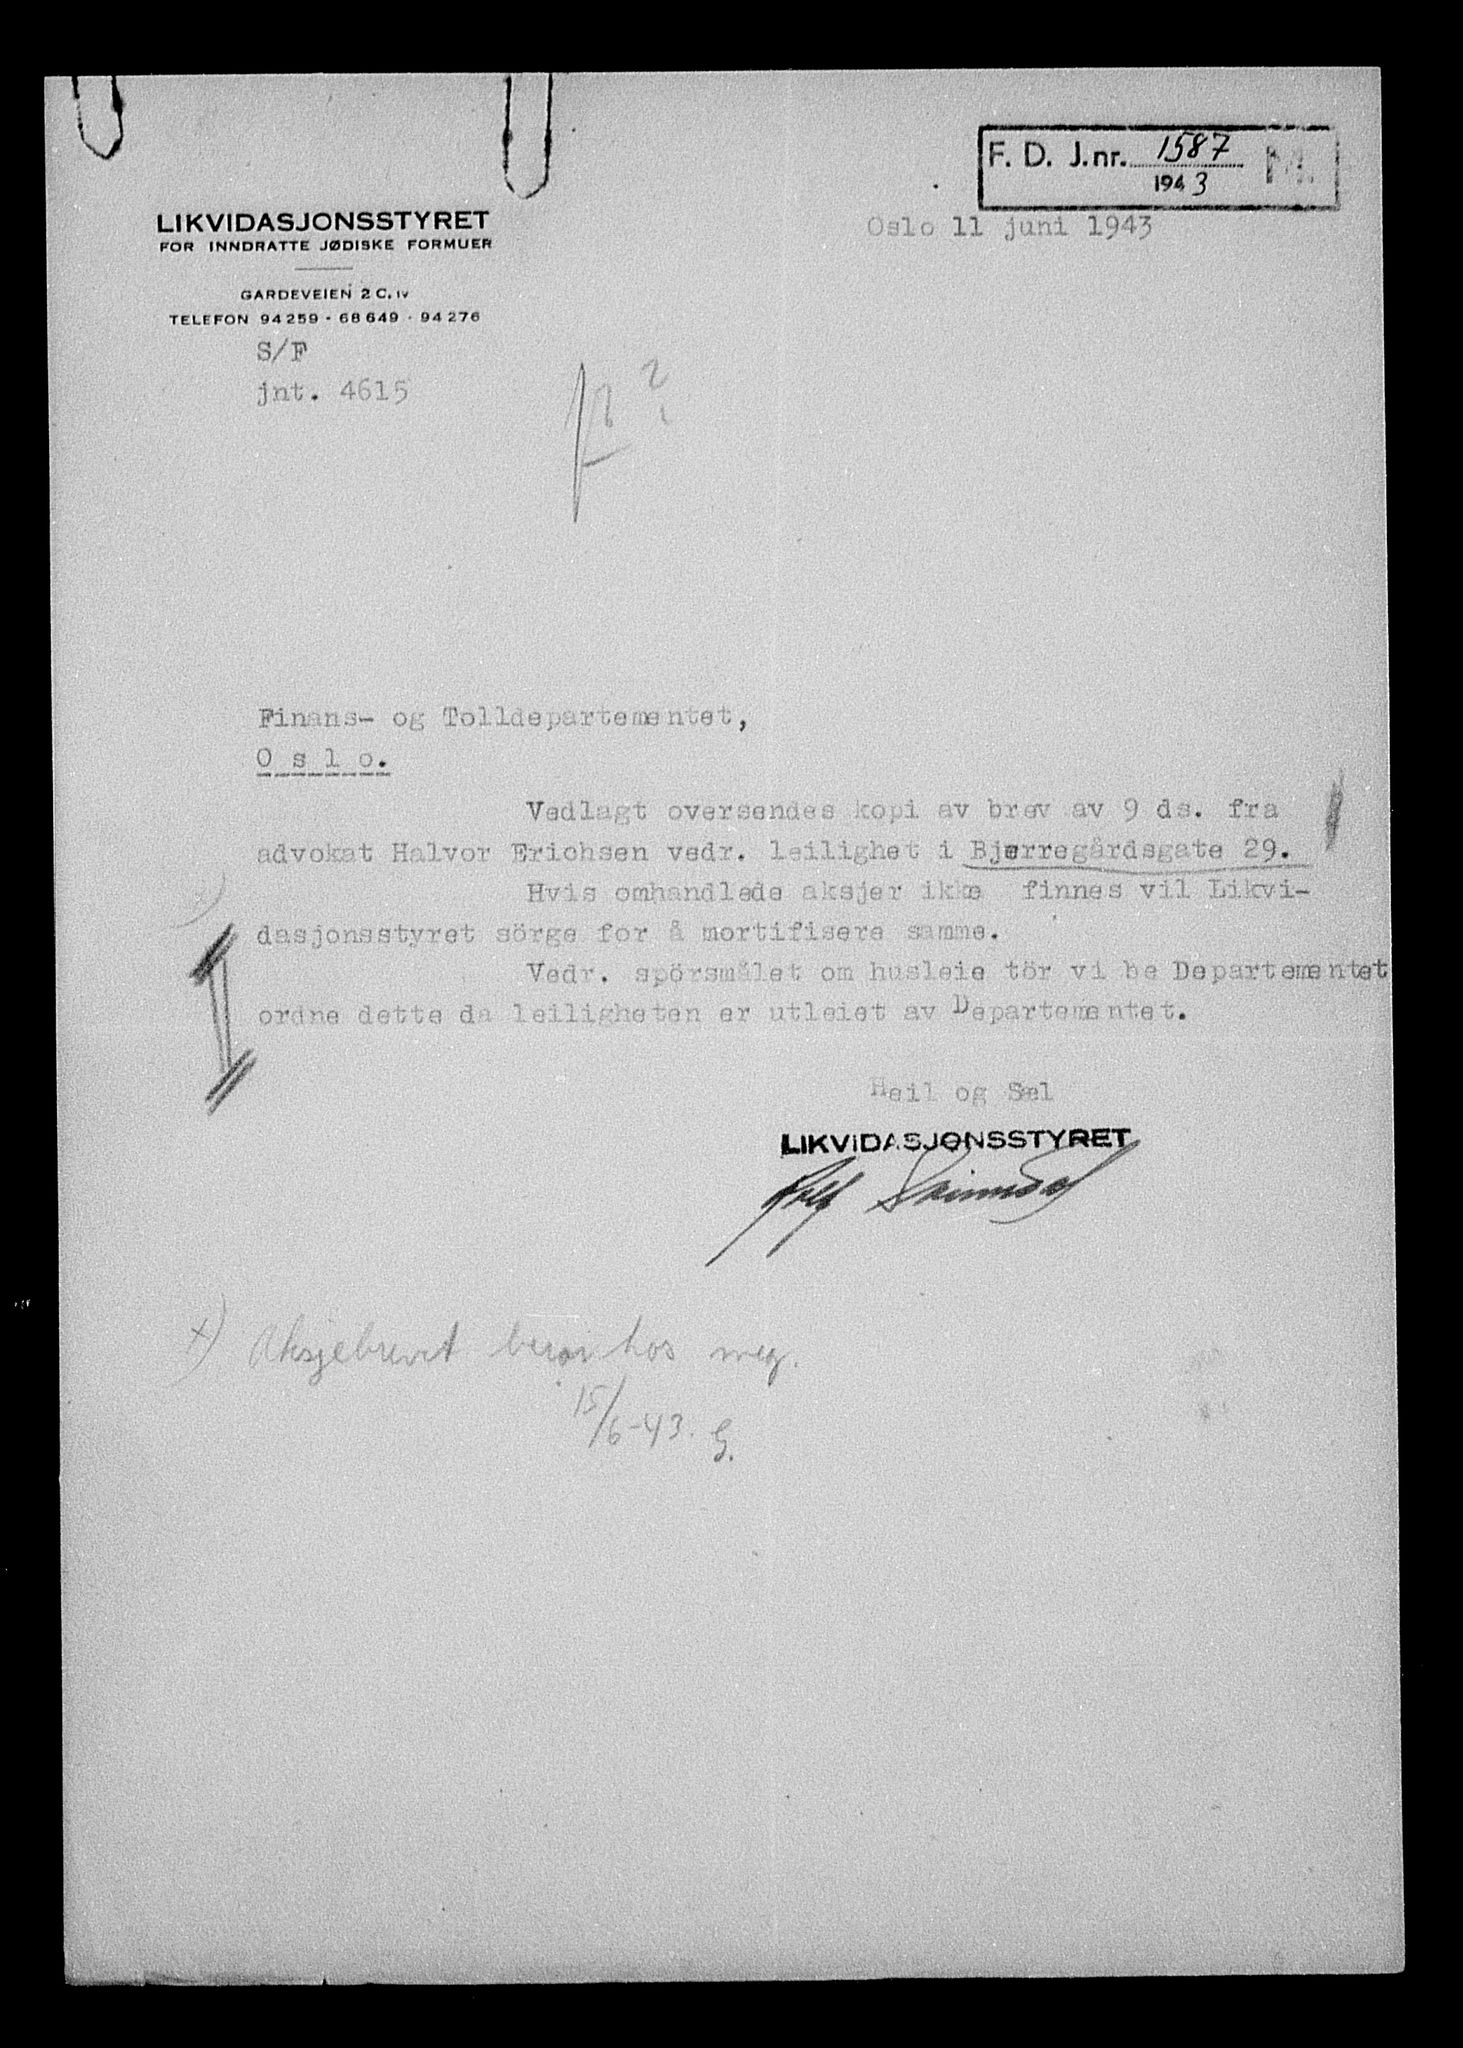 F. D. J.nr. 1587 M.
1943
LIKVIDASJONSSTYRET
FOR INNDRATTE JØDISKE FORMUER
Oslo 11 juni 1943
GARDEVEIEN 2 C. IV
TELEFON 94259 - 68649 - 94276
S/F
jnt. 4615
Finans- og Tolldepartementet,
O s l o.
Vedlagt oversendes kopi av brev av 9 ds. fra
advokat Halvor Erichsen vedr. leilighet i Bjerregårdsgate 29.
Hvis omhandlede aksjer ikke finnes vil Likvi-
dasjonsstyret sörge for å mortifisere samme.
Vedr. spörsmålet om husleie tör vi be Departementet
ordne dette da leiligheten er utleiet av Departementet.
Heil og Sæl
LIKVIDASJONSSTYRET
Rolf
x) Aksjebrevet beror hos meg.
15/6-43. G.